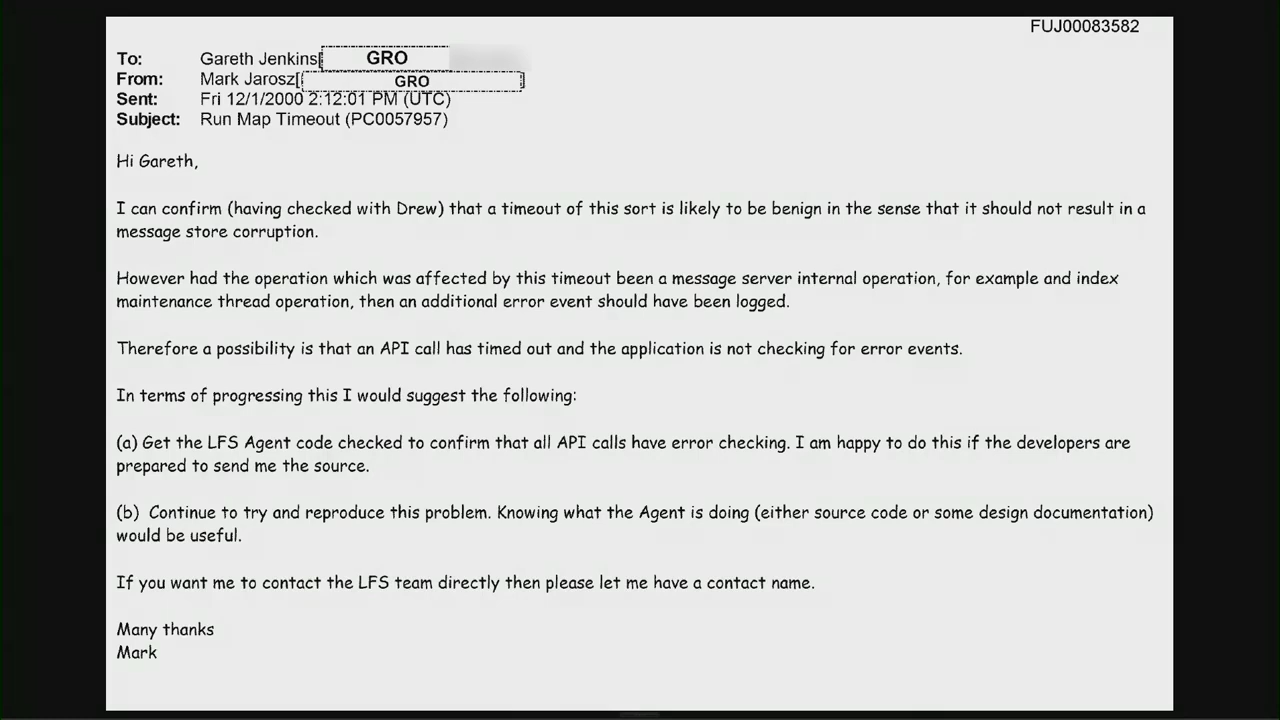 FUJ00083582
To: Gareth Jenkins[ GRO
From: Mark Jarosz[ GRO ]
Sent: Fri 12/1/2000 2:12:01 PM (UTC)
Subject: Run Map Timeout (PC0057957)
Hi Gareth,
I can confirm (having checked with Drew) that a timeout of this sort is likely to be benign in the sense that it should not result in a
message store corruption.
However had the operation which was affected by this timeout been a message server internal operation, for example and index
maintenance thread operation, then an additional error event should have been logged.
Therefore a possibility is that an API call has timed out and the application is not checking for error events.
In terms of progressing this I would suggest the following:
(a) Get the LFS Agent code checked to confirm that all API calls have error checking. I am happy to do this if the developers are
prepared to send me the source.
(b) Continue to try and reproduce this problem. Knowing what the Agent is doing (either source code or some design documentation)
would be useful.
If you want me to contact the LFS team directly then please let me have a contact name.
Many thanks
Mark